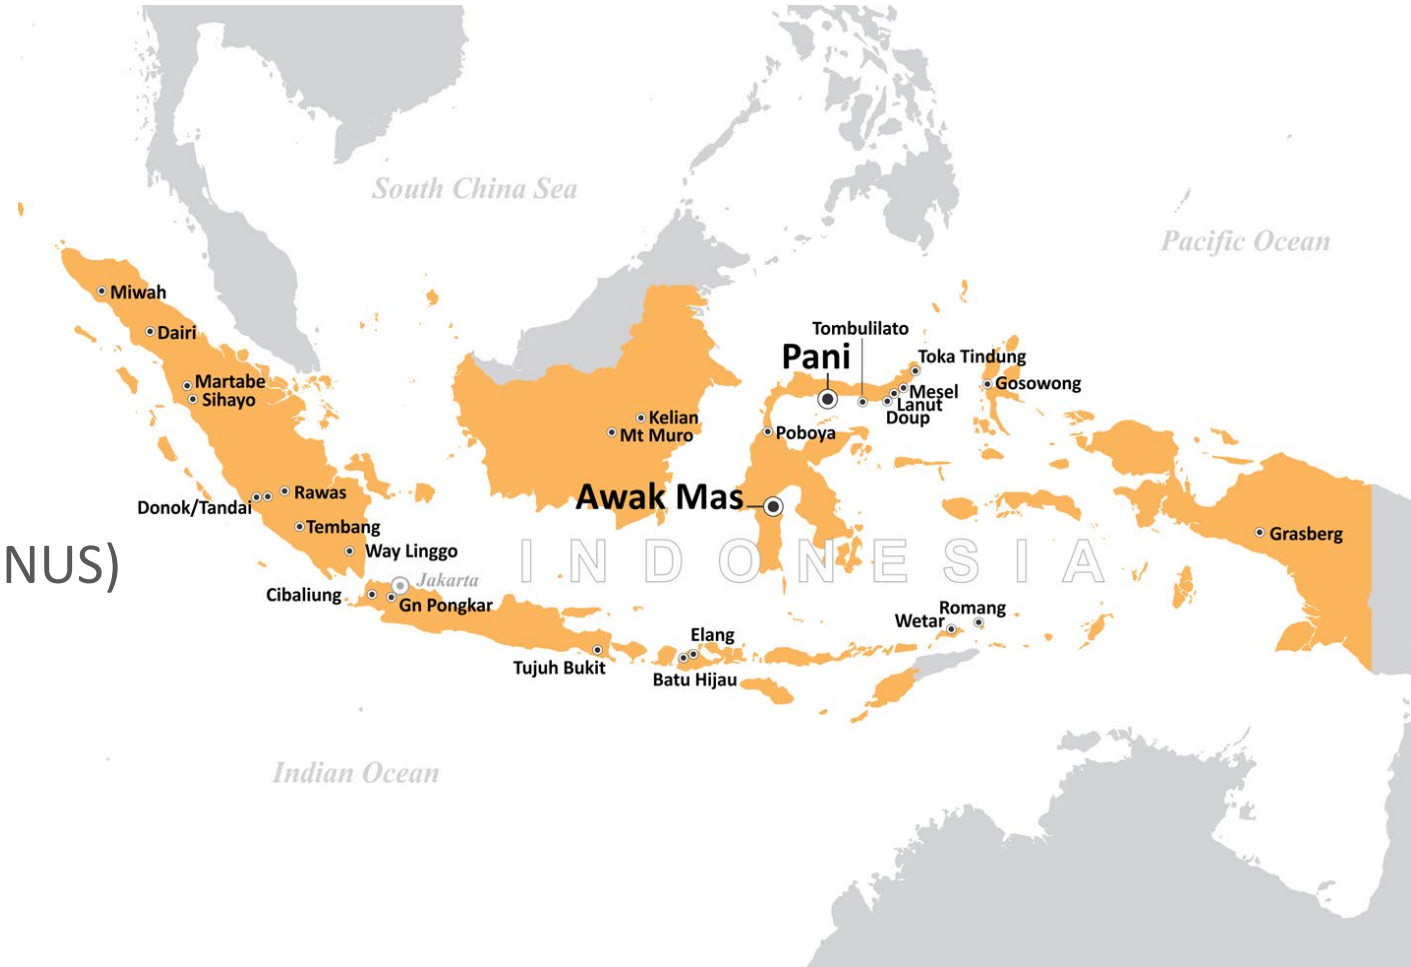 South China Sea
Pacific Ocean
Miwah
Dairi
Tombulilato
Pani
Toka Tindung
Martabe
Sihayo
Mesel
Gosowong
Lanut
Doup
Kelian
Mt Muro
Poboya
Rawas
Awak Mas
Donok/Tandai
Tembang
Grasberg
Way Linggo
INDONESIA
NUS)
Jakarta
Cibaliung
Gn Pongkar
Romang
Wetar
Elang
Tujuh Bukit
Batu Hijau
Indian Ocean